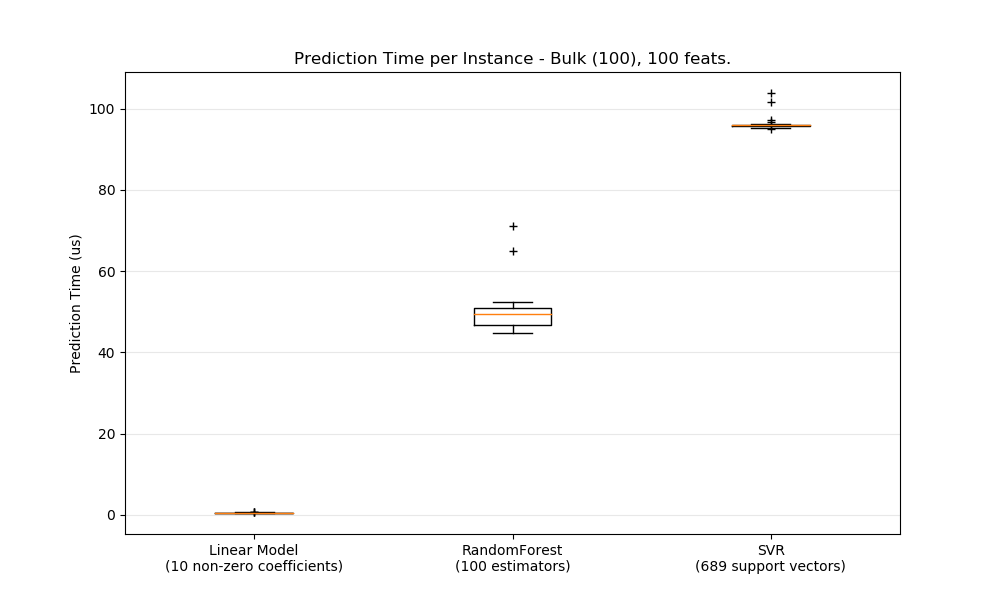 Prediction Time per Instance - Bulk (100), 100 feats.
Prediction Time (us)
100
80
60
40
20
0
Linear Model
(10 non-zero coefficients)
RandomForest
(100 estimators)
SVR
(689 support vectors)